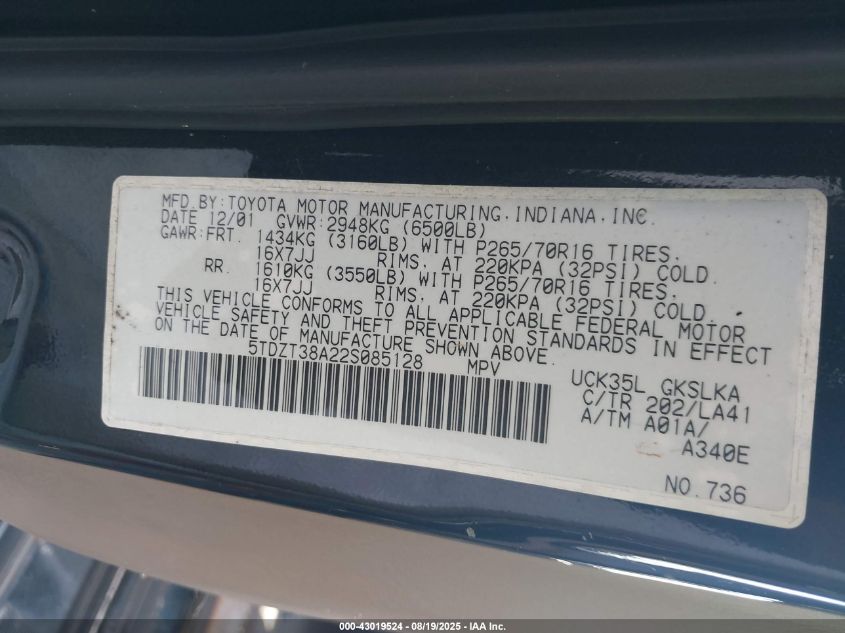 MFD. BY: TOYOTA MOTOR MANUFACTURING. INDIANA. INC.
DATE 12/01 GVWR: 2948KG (6500LB)
GAWR: FRT. 1434KG (3160LB) WITH P265/70R16 TIRES.
16X7JJ RIMS, AT 220KPA (32PSI) COLD.
RR. 1610KG (3550LB) WITH P265/70R16 TIRES.
16X7JJ RIMS, AT 220KPA (32PSI) COLD.
THIS VEHICLE CONFORMS TO ALL APPLICABLE FEDERAL MOTOR
VEHICLE SAFETY AND THEFT PREVENTION STANDARDS IN EFFECT
ON THE DATE OF MANUFACTURE SHOWN ABOVE.
5TDZT38A22S085128 MPV
UCK35L GKSLKA
C/TR 202/LA41
A/TM A01A/
A340E
NO. 736
000-43019524 - 08/19/2025 - IAA Inc.